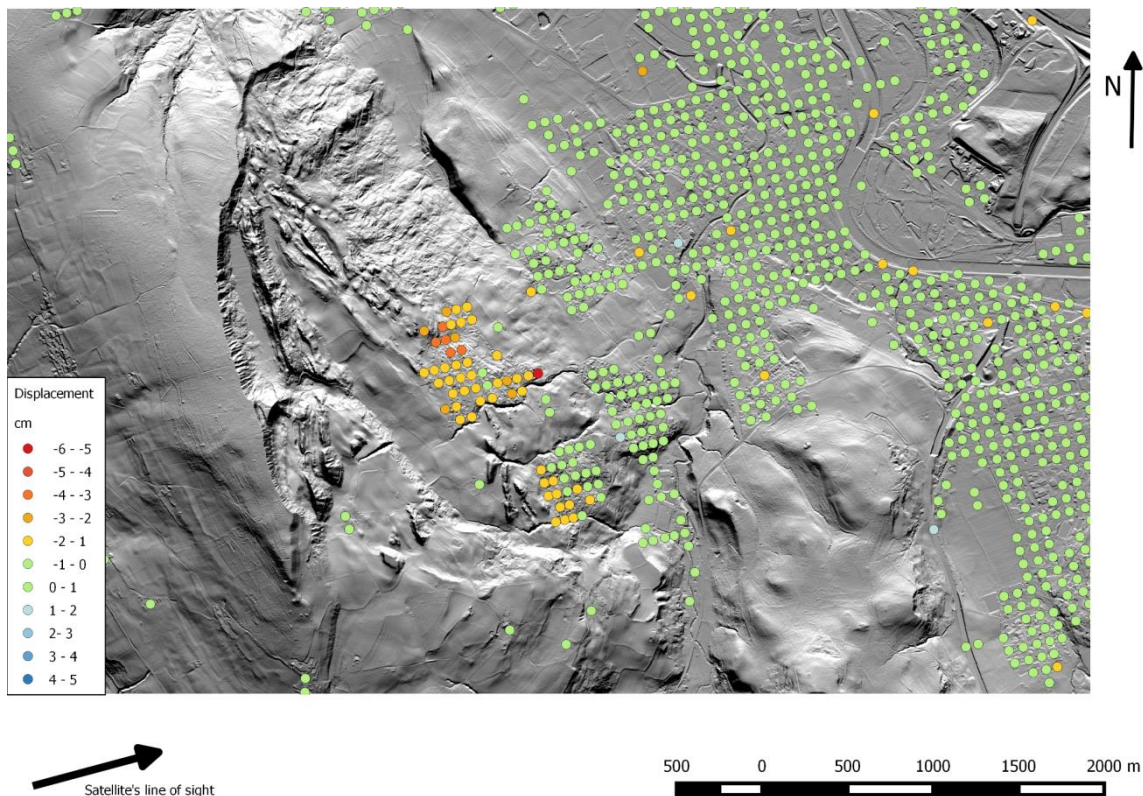 N
Displacement
cm
-6 - -5
-5 - -4
-4 - -3
-3 - -2
-2 - 1
-1 - 0
0 - 1
1 - 2
2 - 3
3 - 4
4 - 5
Satellite's line of sight
500 0 500 1000 1500 2000 m